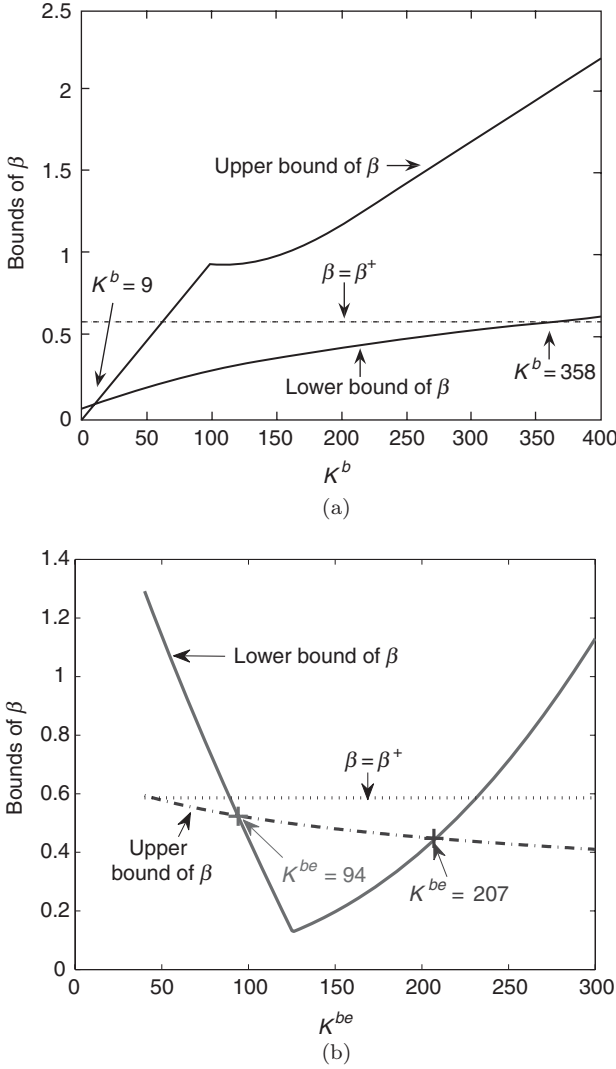 2.5
2
1.5
1
0.5
0
Bounds of β
Upper bound of β
K^b = 9
β = β^+
Lower bound of β
K^b = 358
0 50 100 150 200 250 300 350 400
K^b
(a)
1.4
1.2
1
0.8
0.6
0.4
0.2
0
Bounds of β
Lower bound of β
β = β^+
Upper
bound of β
K^be = 94
K^be = 207
0 50 100 150 200 250 300
K^be
(b)